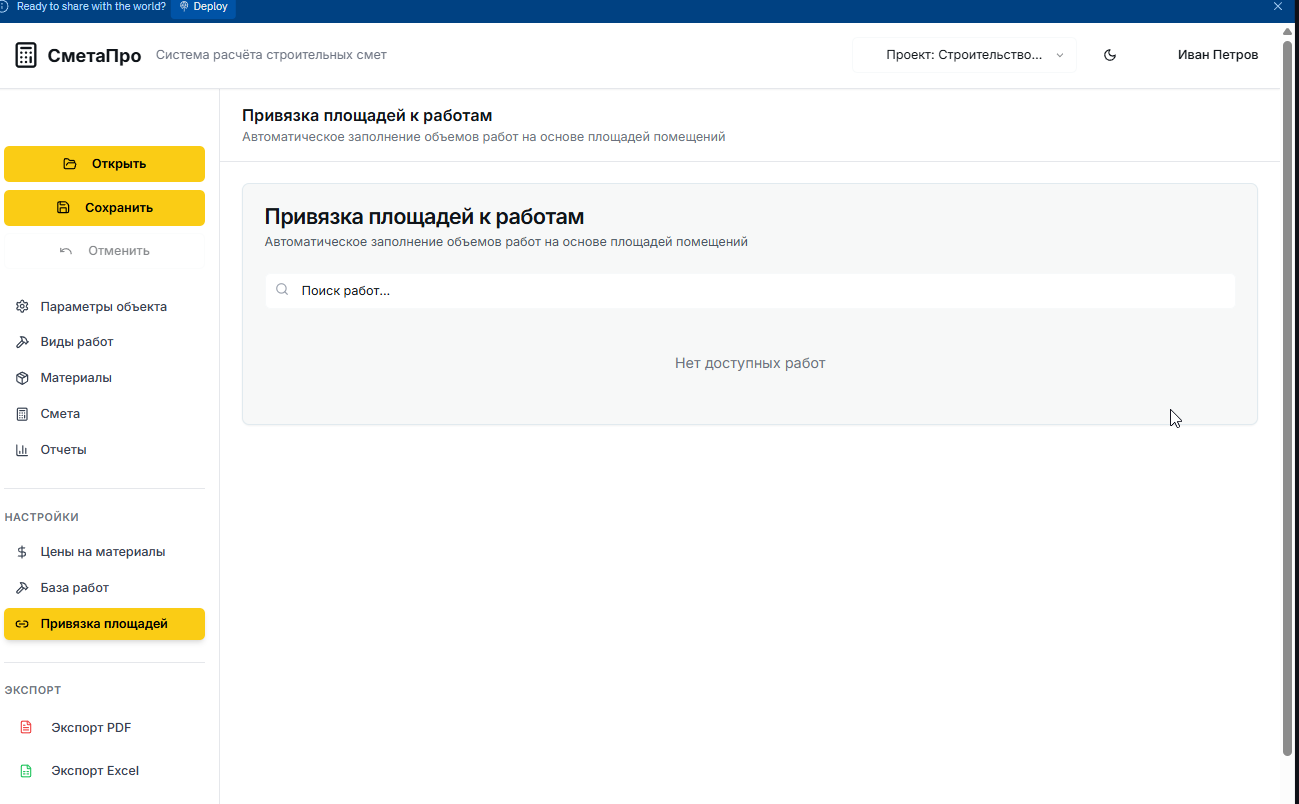 Ready to share with the world? Deploy
СметаПро Система расчёта строительных смет Проект: Строительство... Иван Петров
Привязка площадей к работам
Автоматическое заполнение объемов работ на основе площадей помещений
Открыть
Сохранить
Отменить
Параметры объекта
Виды работ
Материалы
Смета
Отчеты
НАСТРОЙКИ
Цены на материалы
База работ
Привязка площадей
ЭКСПОРТ
Экспорт PDF
Экспорт Excel
Привязка площадей к работам
Автоматическое заполнение объемов работ на основе площадей помещений
Поиск работ...
Нет доступных работ